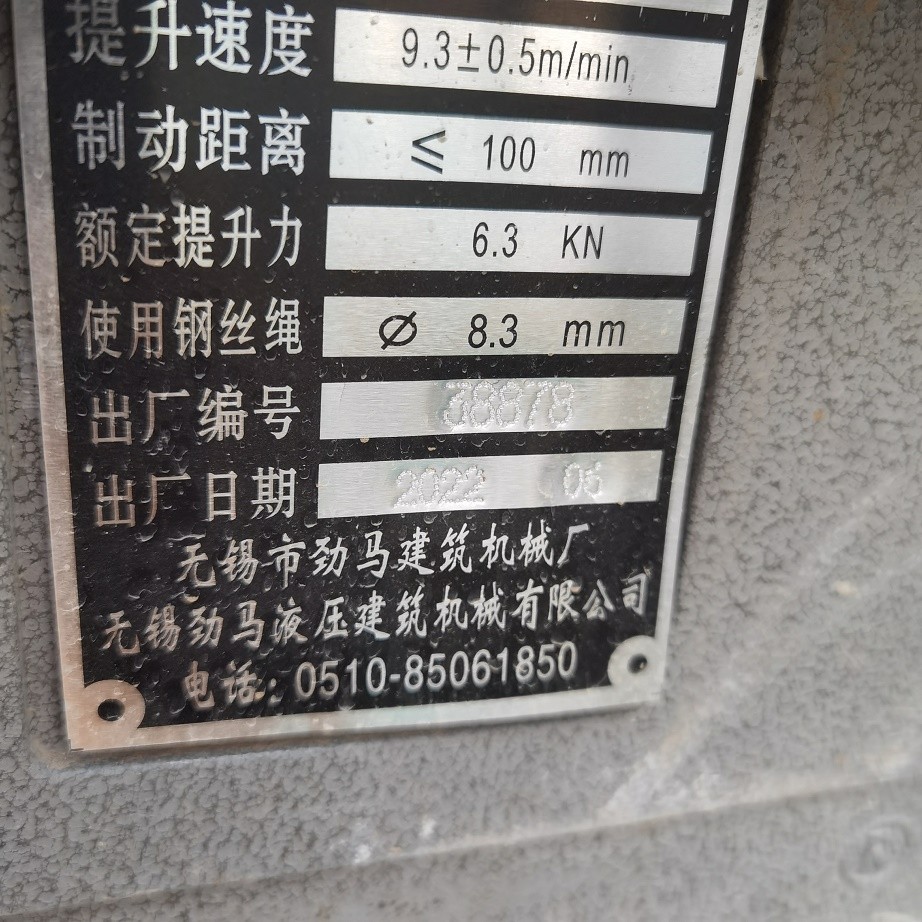 提升速度 9.3±0.5m/min
制动距离 ≤ 100 mm
额定提升力 6.3 KN
使用钢丝绳 Ø 8.3 mm
出厂编号 38878
出厂日期 2022 06
无锡市劲马建筑机械厂
无锡劲马液压建筑机械有限公司
电话:0510-85061850